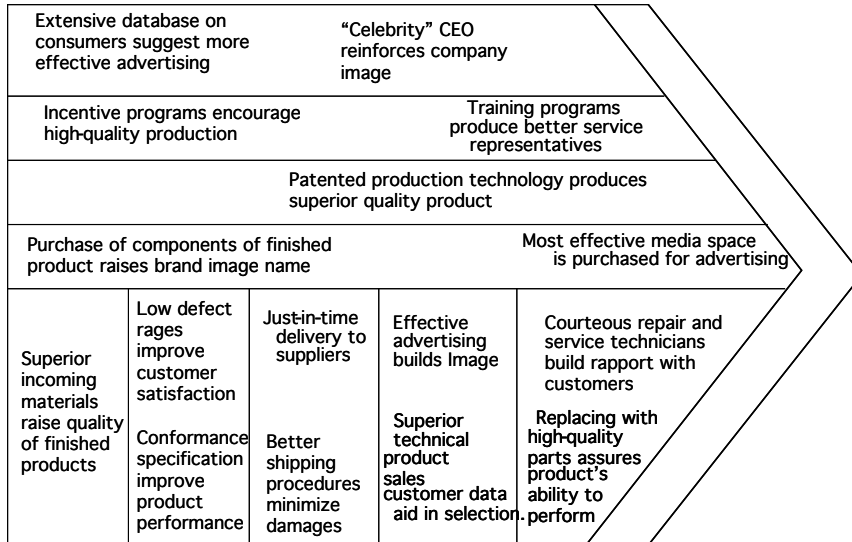 Extensive database on
consumers suggest more
effective advertising
“Celebrity” CEO
reinforces company
image
Incentive programs encourage
high-quality production
Training programs
produce better service
representatives
Patented production technology produces
superior quality product
Purchase of components of finished
product raises brand image name
Most effective media space
is purchased for advertising
Superior
incoming
materials
raise quality
of finished
products
Low defect
rages
improve
customer
satisfaction
Conformance
specification
improve
product
performance
Just-in-time
delivery to
suppliers
Better
shipping
procedures
minimize
damages
Effective
advertising
builds Image
Superior
technical
product
sales
customer data
aid in selection.
Courteous repair and
service technicians
build rapport with
customers
Replacing with
high-quality
parts assures
product’s
ability to
perform